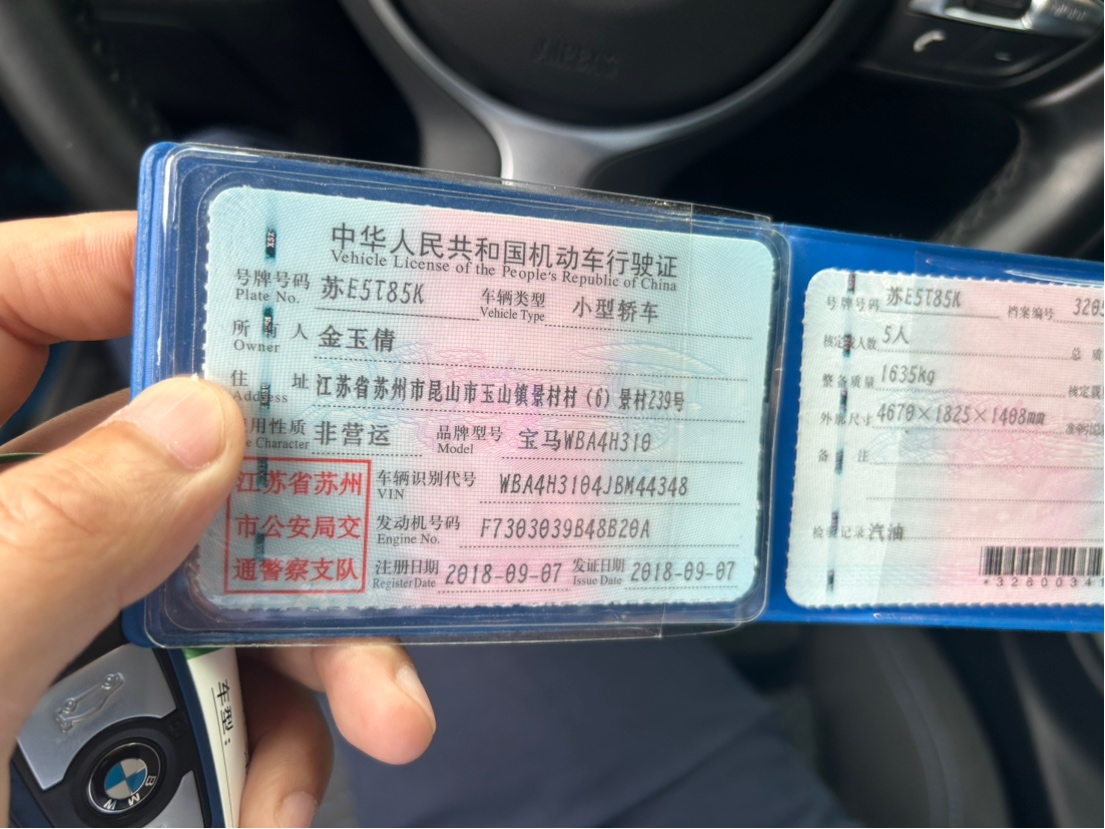 中华人民共和国机动车行驶证
Vehicle License of the People's Republic of China
号牌号码 苏E5T85K 车辆类型 小型轿车
Plate No. Vehicle Type
所有人 金玉倩
Owner
住址 江苏省苏州市昆山市玉山镇景村村(6)景村239号
Address
用性质 非营运 品牌型号 宝马WBA4H310
e Character Model
江苏省苏州
市公安局交
通警察支队
车辆识别代号 WBA4H3104JBM44348
VIN
发动机号码 F7303039B48B20A
Engine No.
注册日期 2018-09-07 发证日期 2018-09-07
Register Date Issue Date
号牌号码 苏E5T85K 档案编号 3205
核定载人数 5人 总质
整备质量 1635kg 核定载
外廓尺寸 4670×1825×1408mm
备注
检验记录 汽油
*32600341
车型:
BMW